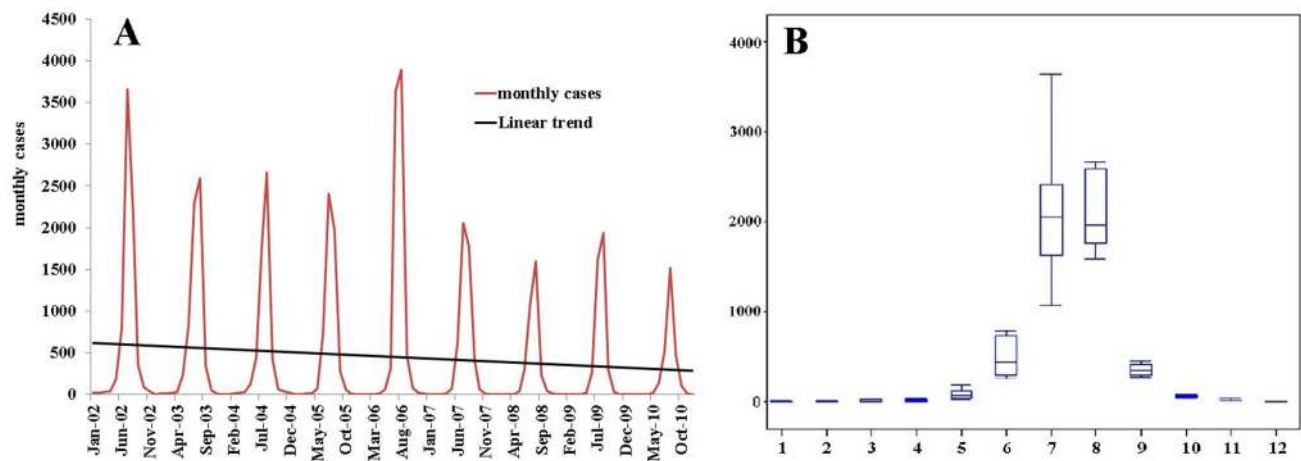 A
4500
4000
3500
3000
2500
2000
1500
1000
500
0
monthly cases
monthly cases
Linear trend
Jan-02
Jun-02
Nov-02
Apr-03
Sep-03
Feb-04
Jul-04
Dec-04
May-05
Oct-05
Mar-06
Aug-06
Jan-07
Jun-07
Nov-07
Apr-08
Sep-08
Feb-09
Jul-09
Dec-09
May-10
Oct-10
B
4000
3000
2000
1000
0
1 2 3 4 5 6 7 8 9 10 11 12